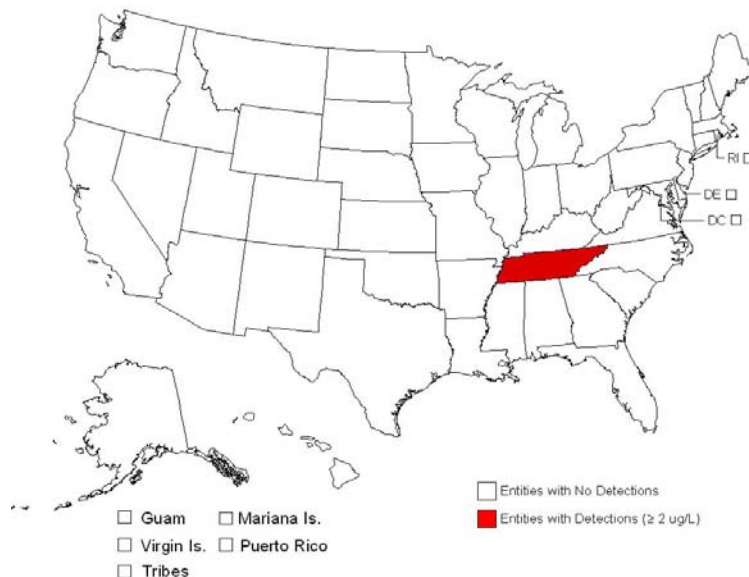 RI
DE
DC
Guam
Mariana Is.
Virgin Is.
Puerto Rico
Tribes
Entities with No Detections
Entities with Detections (≥ 2 ug/L)